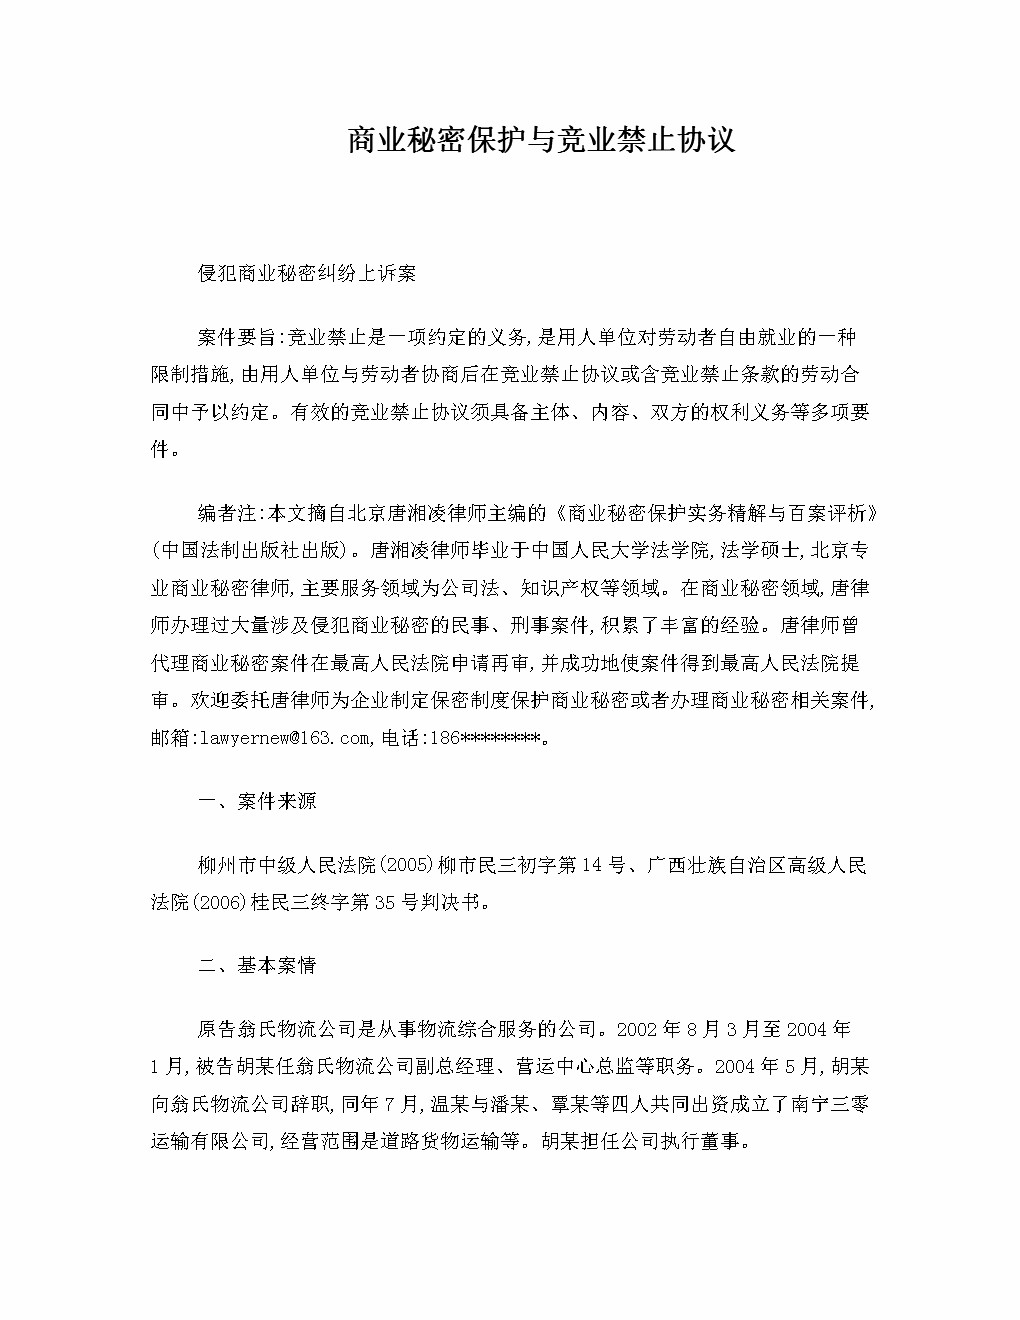 商业秘密保护与竞业禁止协议
侵犯商业秘密纠纷上诉案
案件要旨:竞业禁止是一项约定的义务,是用人单位对劳动者自由就业的一种
限制措施,由用人单位与劳动者协商后在竞业禁止协议或含竞业禁止条款的劳动合
同中予以约定。有效的竞业禁止协议须具备主体、内容、双方的权利义务等多项要
件。
编者注:本文摘自北京唐湘凌律师主编的《商业秘密保护实务精解与百案评析》
(中国法制出版社出版)。唐湘凌律师毕业于中国人民大学法学院,法学硕士,北京专
业商业秘密律师,主要服务领域为公司法、知识产权等领域。在商业秘密领域,唐律
师办理过大量涉及侵犯商业秘密的民事、刑事案件,积累了丰富的经验。唐律师曾
代理商业秘密案件在最高人民法院申请再审,并成功地使案件得到最高人民法院提
审。欢迎委托唐律师为企业制定保密制度保护商业秘密或者办理商业秘密相关案件,
邮箱:lawyernew@163.com,电话:186********。
一、案件来源
柳州市中级人民法院(2005)柳市民三初字第14号、广西壮族自治区高级人民
法院(2006)桂民三终字第35号判决书。
二、基本案情
原告翁氏物流公司是从事物流综合服务的公司。2002年8月3月至2004年
1月,被告胡某任翁氏物流公司副总经理、营运中心总监等职务。2004年5月,胡某
向翁氏物流公司辞职,同年7月,温某与潘某、覃某等四人共同出资成立了南宁三零
运输有限公司,经营范围是道路货物运输等。胡某担任公司执行董事。